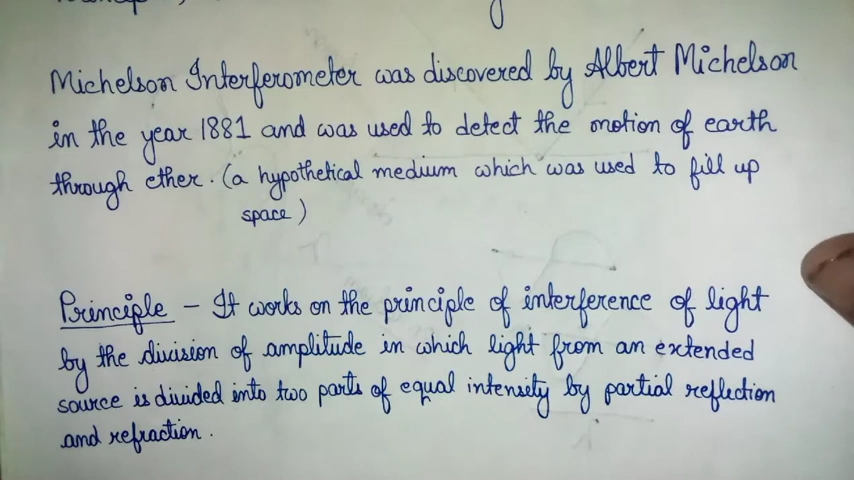 Michelson Interferometer was discovered by Albert Michelson
in the year 1881 and was used to detect the motion of earth
through ether. (a hypothetical medium which was used to fill up
space)
Principle - It works on the principle of interference of light
by the division of amplitude in which light from an extended
source is divided into two parts of equal intensity by partial reflection
and refraction.